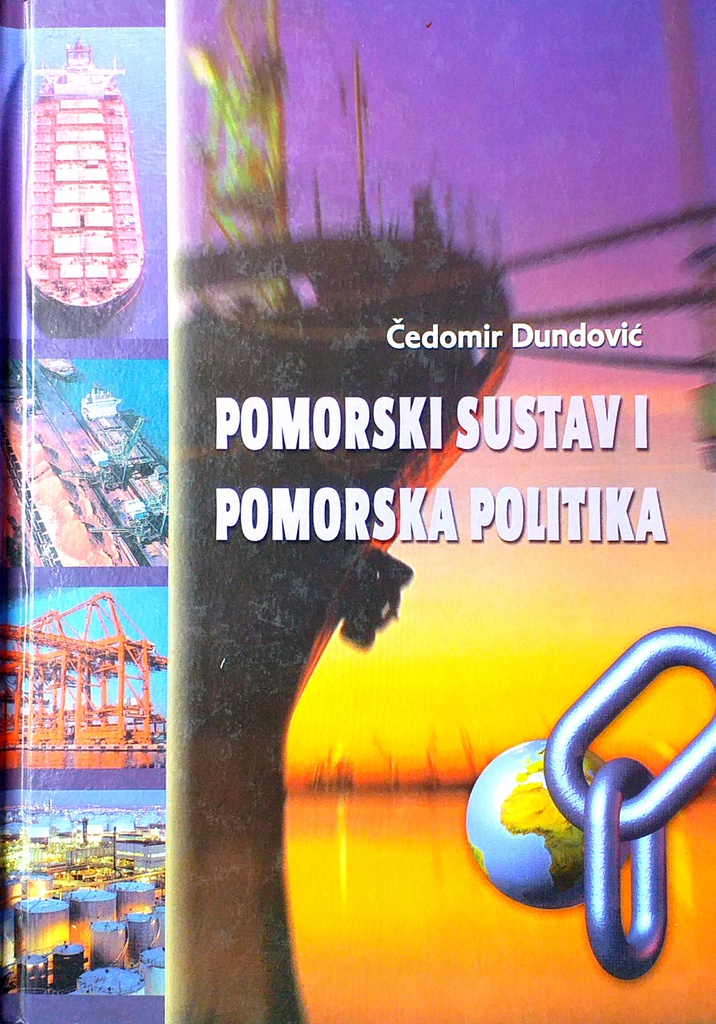 Čedomir Dundović
POMORSKI SUSTAV I
POMORSKA POLITIKA